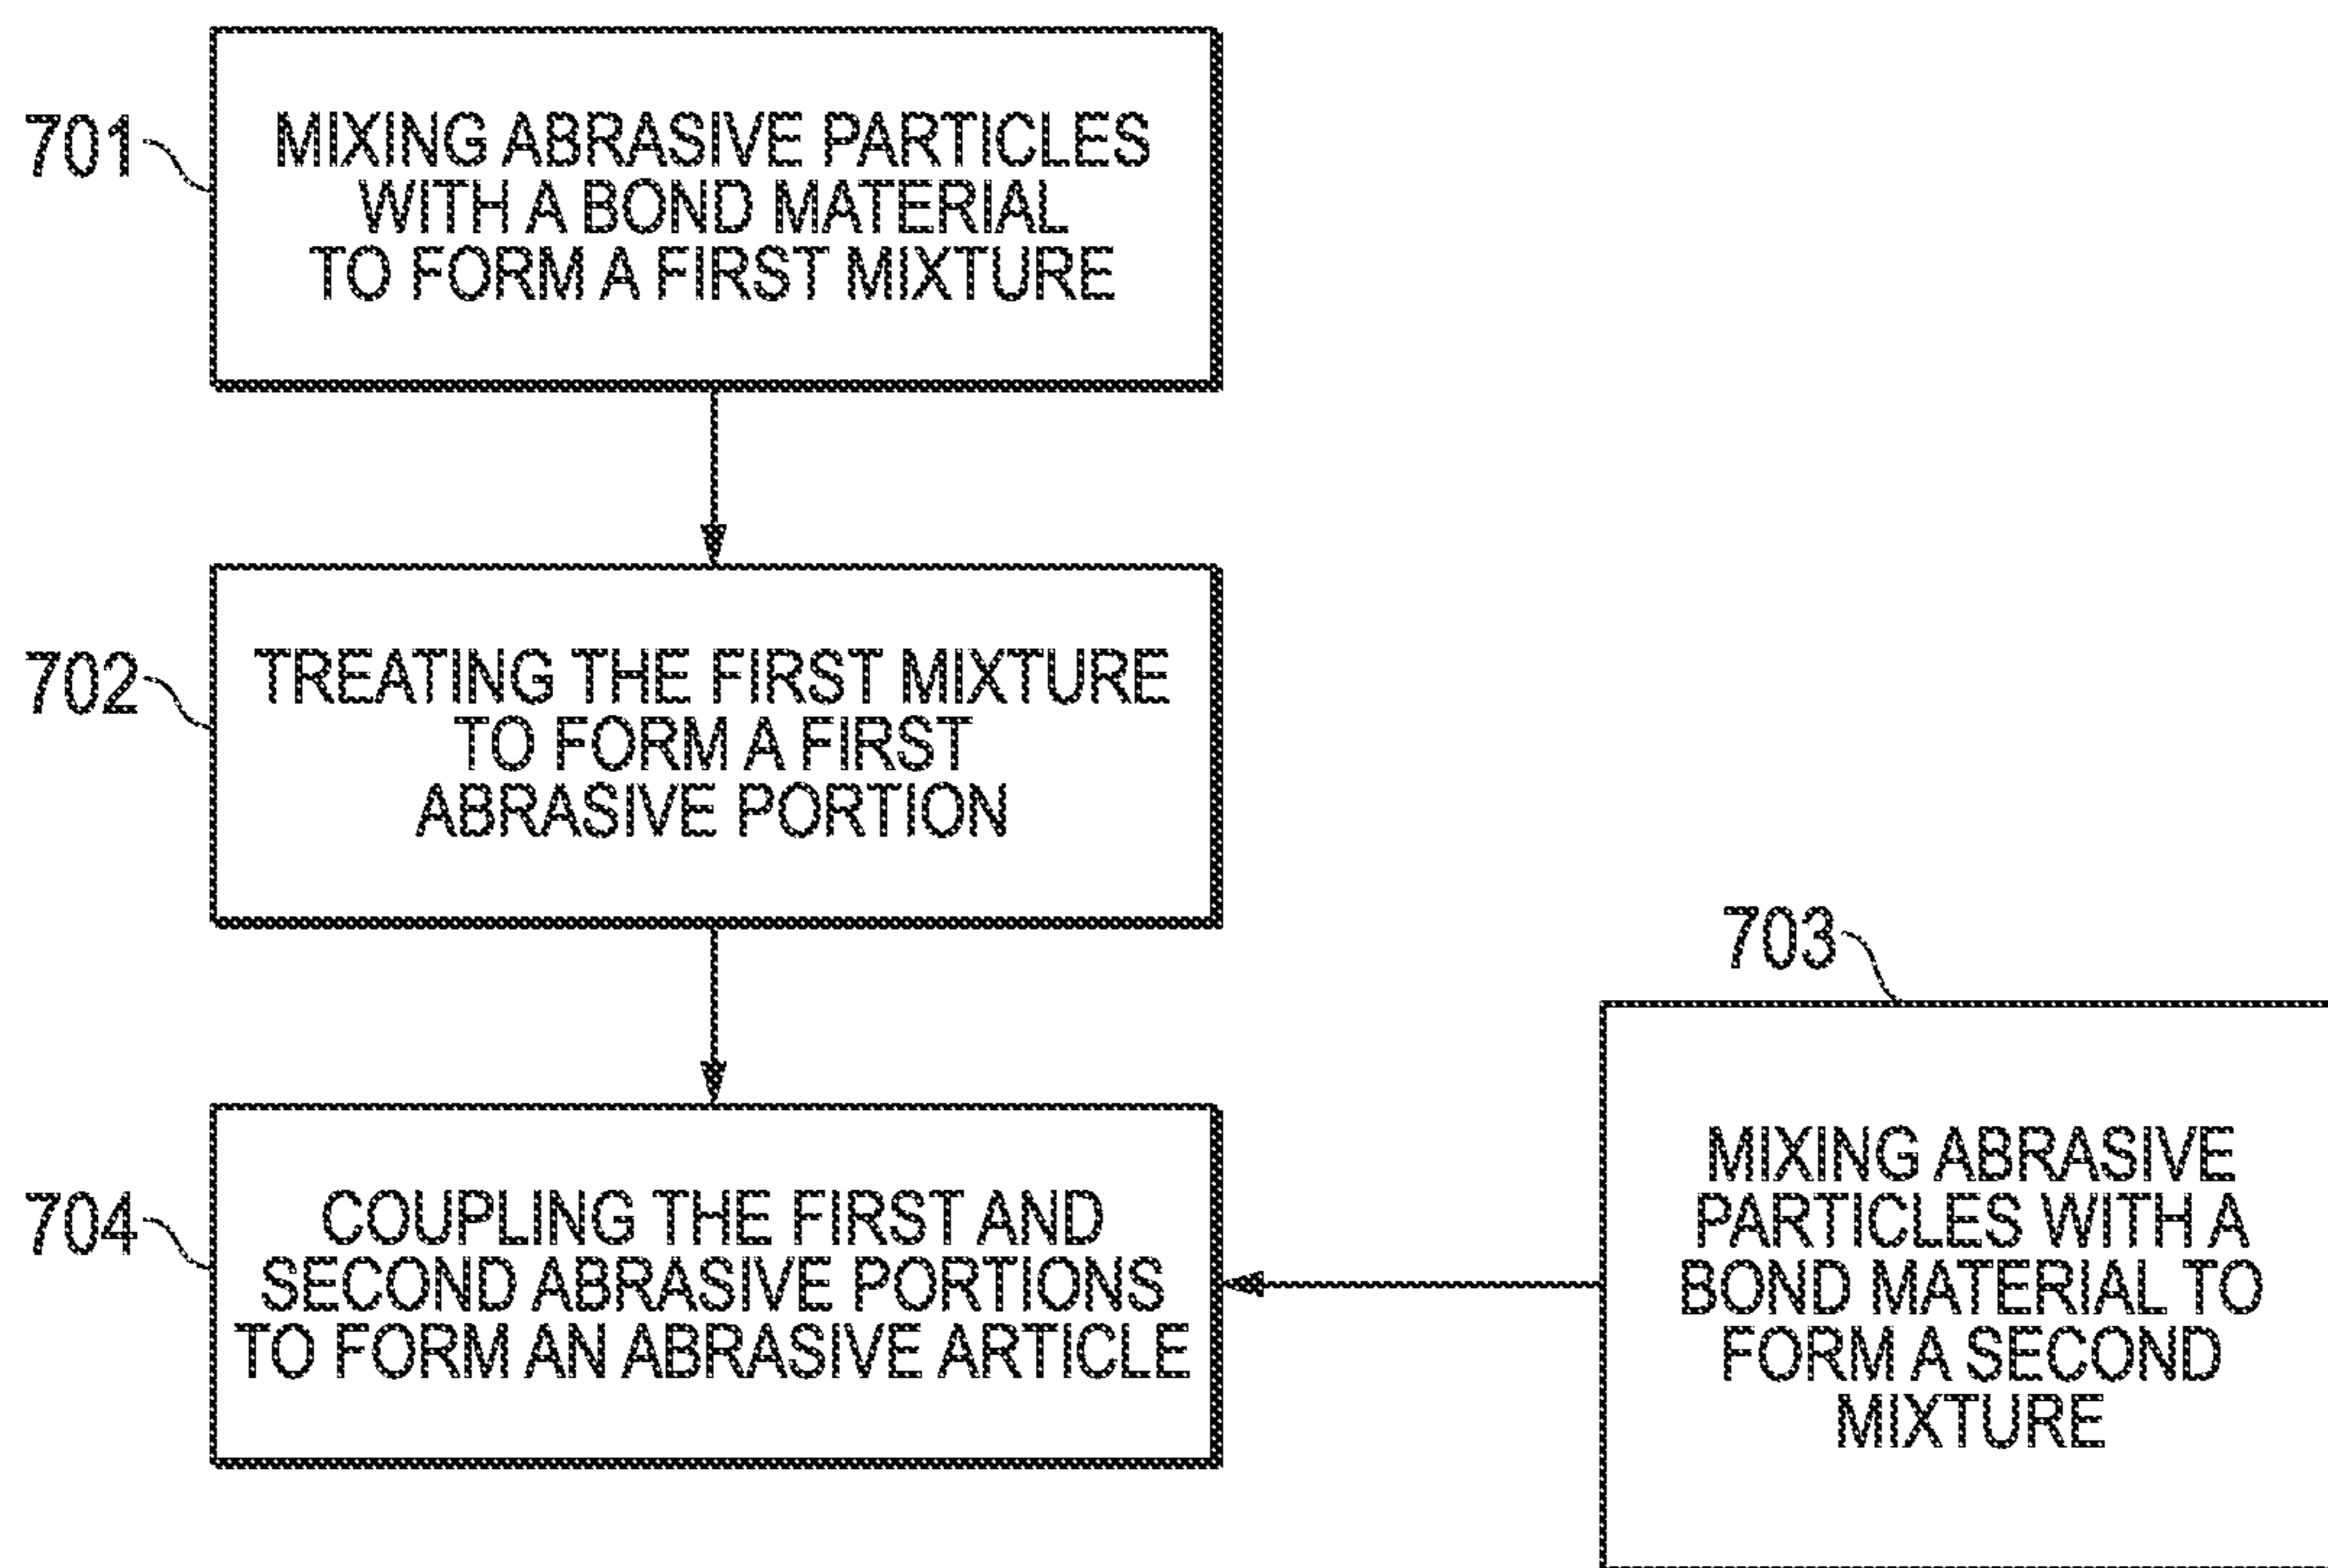 701
MIXING ABRASIVE PARTICLES
WITH A BOND MATERIAL
TO FORM A FIRST MIXTURE
702
TREATING THE FIRST MIXTURE
TO FORM A FIRST
ABRASIVE PORTION
703
MIXING ABRASIVE
PARTICLES WITH A
BOND MATERIAL TO
FORM A SECOND
MIXTURE
704
COUPLING THE FIRST AND
SECOND ABRASIVE PORTIONS
TO FORM AN ABRASIVE ARTICLE